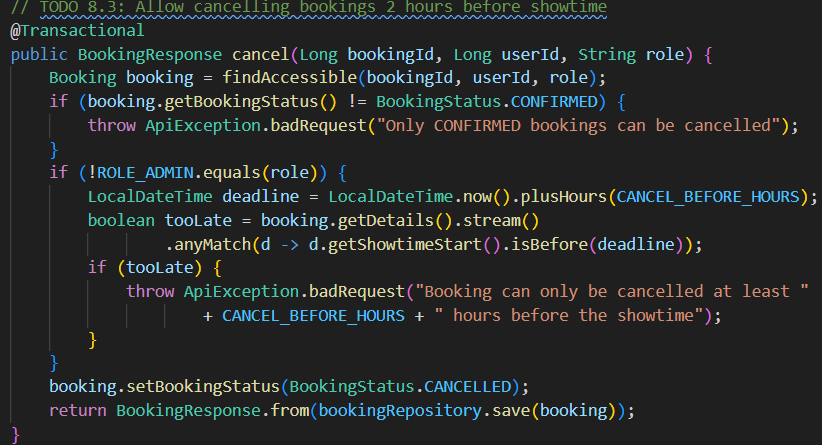 // TODO 8.3: Allow cancelling bookings 2 hours before showtime
@Transactional
public BookingResponse cancel(Long bookingId, Long userId, String role) {
    Booking booking = findAccessible(bookingId, userId, role);
    if (booking.getBookingStatus() != BookingStatus.CONFIRMED) {
        throw ApiException.badRequest("Only CONFIRMED bookings can be cancelled");
    }
    if (!ROLE_ADMIN.equals(role)) {
        LocalDateTime deadline = LocalDateTime.now().plusHours(CANCEL_BEFORE_HOURS);
        boolean tooLate = booking.getDetails().stream()
                .anyMatch(d -> d.getShowtimeStart().isBefore(deadline));
        if (tooLate) {
            throw ApiException.badRequest("Booking can only be cancelled at least "
                    + CANCEL_BEFORE_HOURS + " hours before the showtime");
        }
    }
    booking.setBookingStatus(BookingStatus.CANCELLED);
    return BookingResponse.from(bookingRepository.save(booking));
}